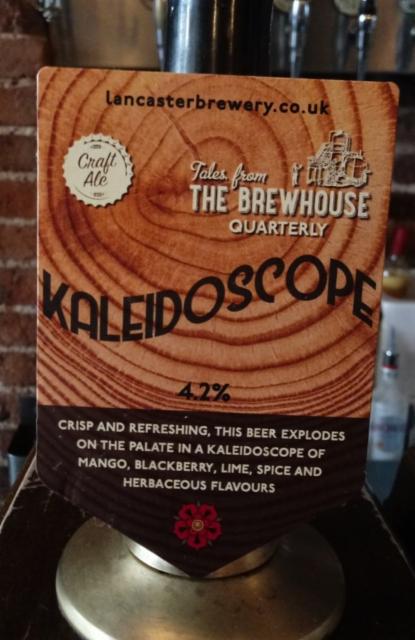 lancasterbrewery.co.uk
Craft
Ale
Tales from
THE BREWHOUSE
QUARTERLY
KALEIDOSCOPE
4.2%
CRISP AND REFRESHING, THIS BEER EXPLODES
ON THE PALATE IN A KALEIDOSCOPE OF
MANGO, BLACKBERRY, LIME, SPICE AND
HERBACEOUS FLAVOURS